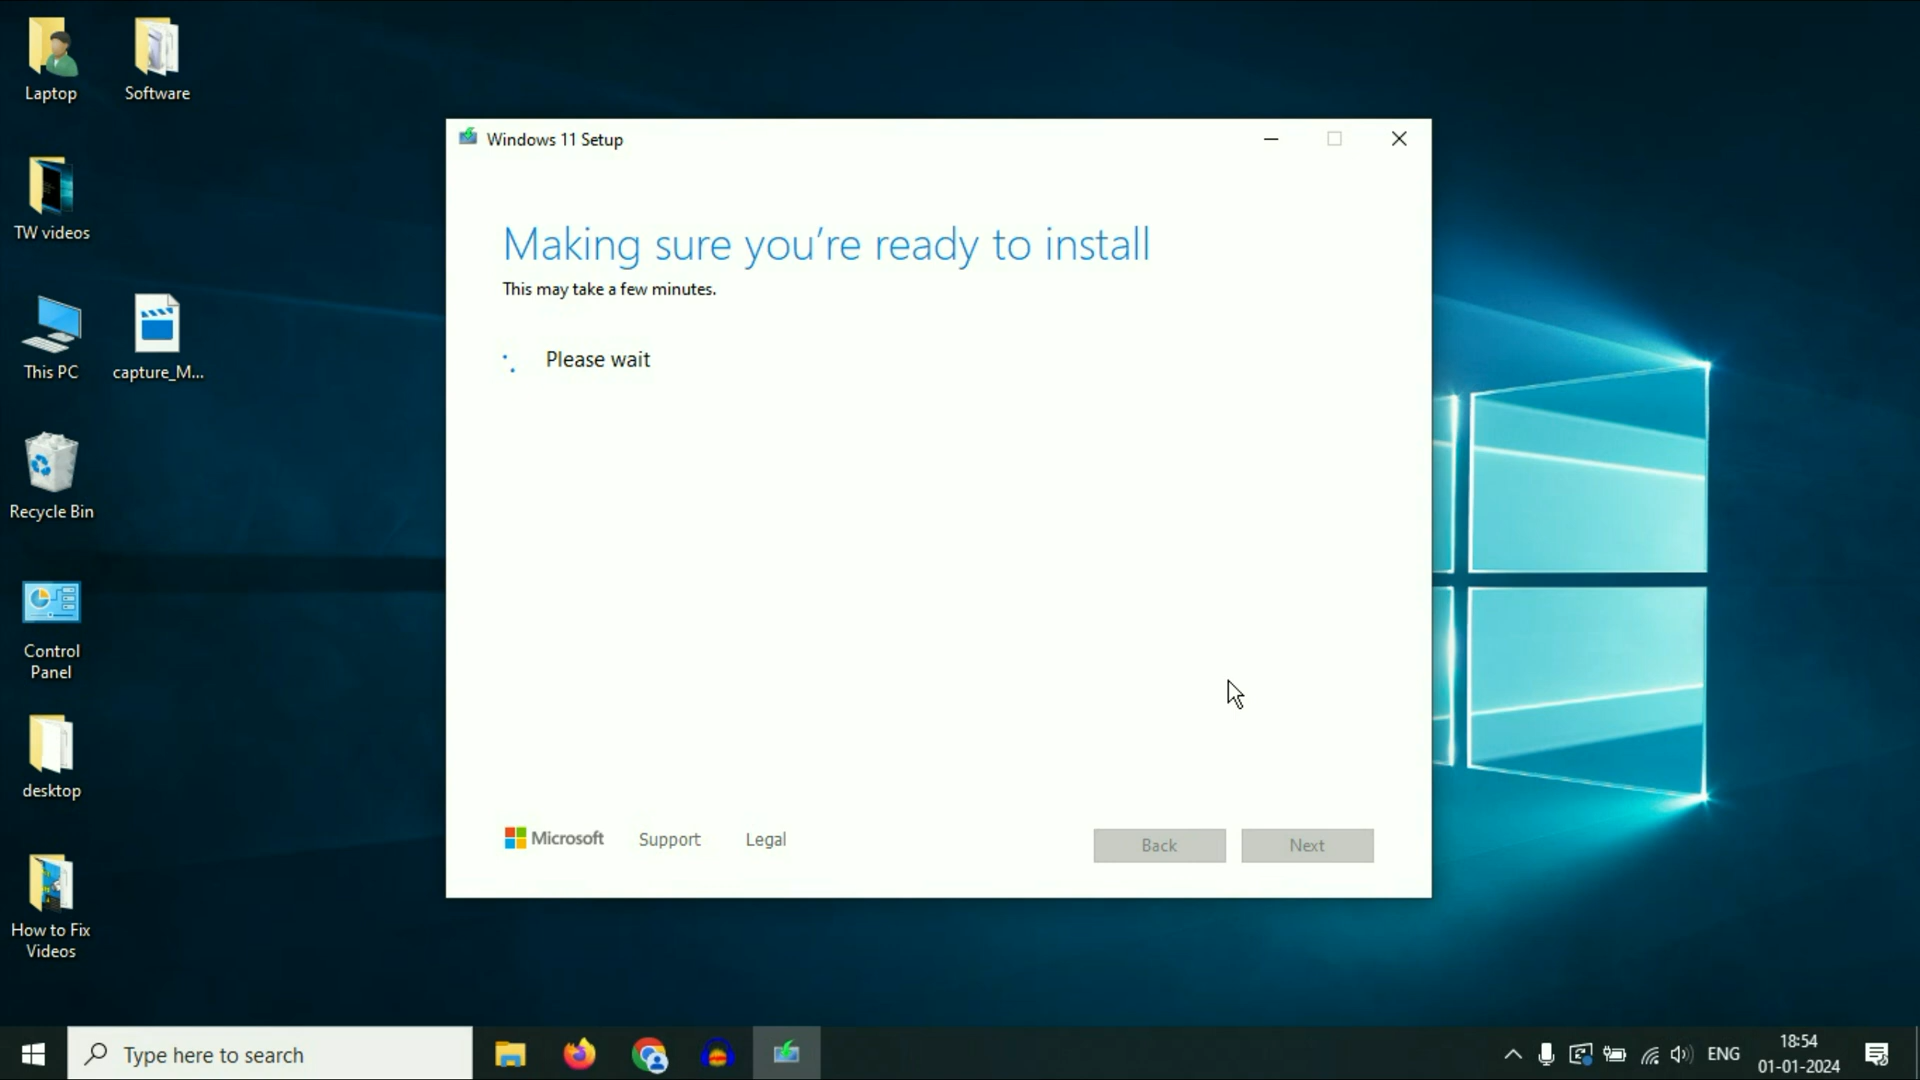 Laptop
Software
TW videos
This PC
capture_M...
Recycle Bin
Control
Panel
desktop
How to Fix
Videos
Windows 11 Setup
Making sure you're ready to install
This may take a few minutes.
Please wait
Microsoft
Support
Legal
Back
Next
Type here to search
ENG
18:54
01-01-2024